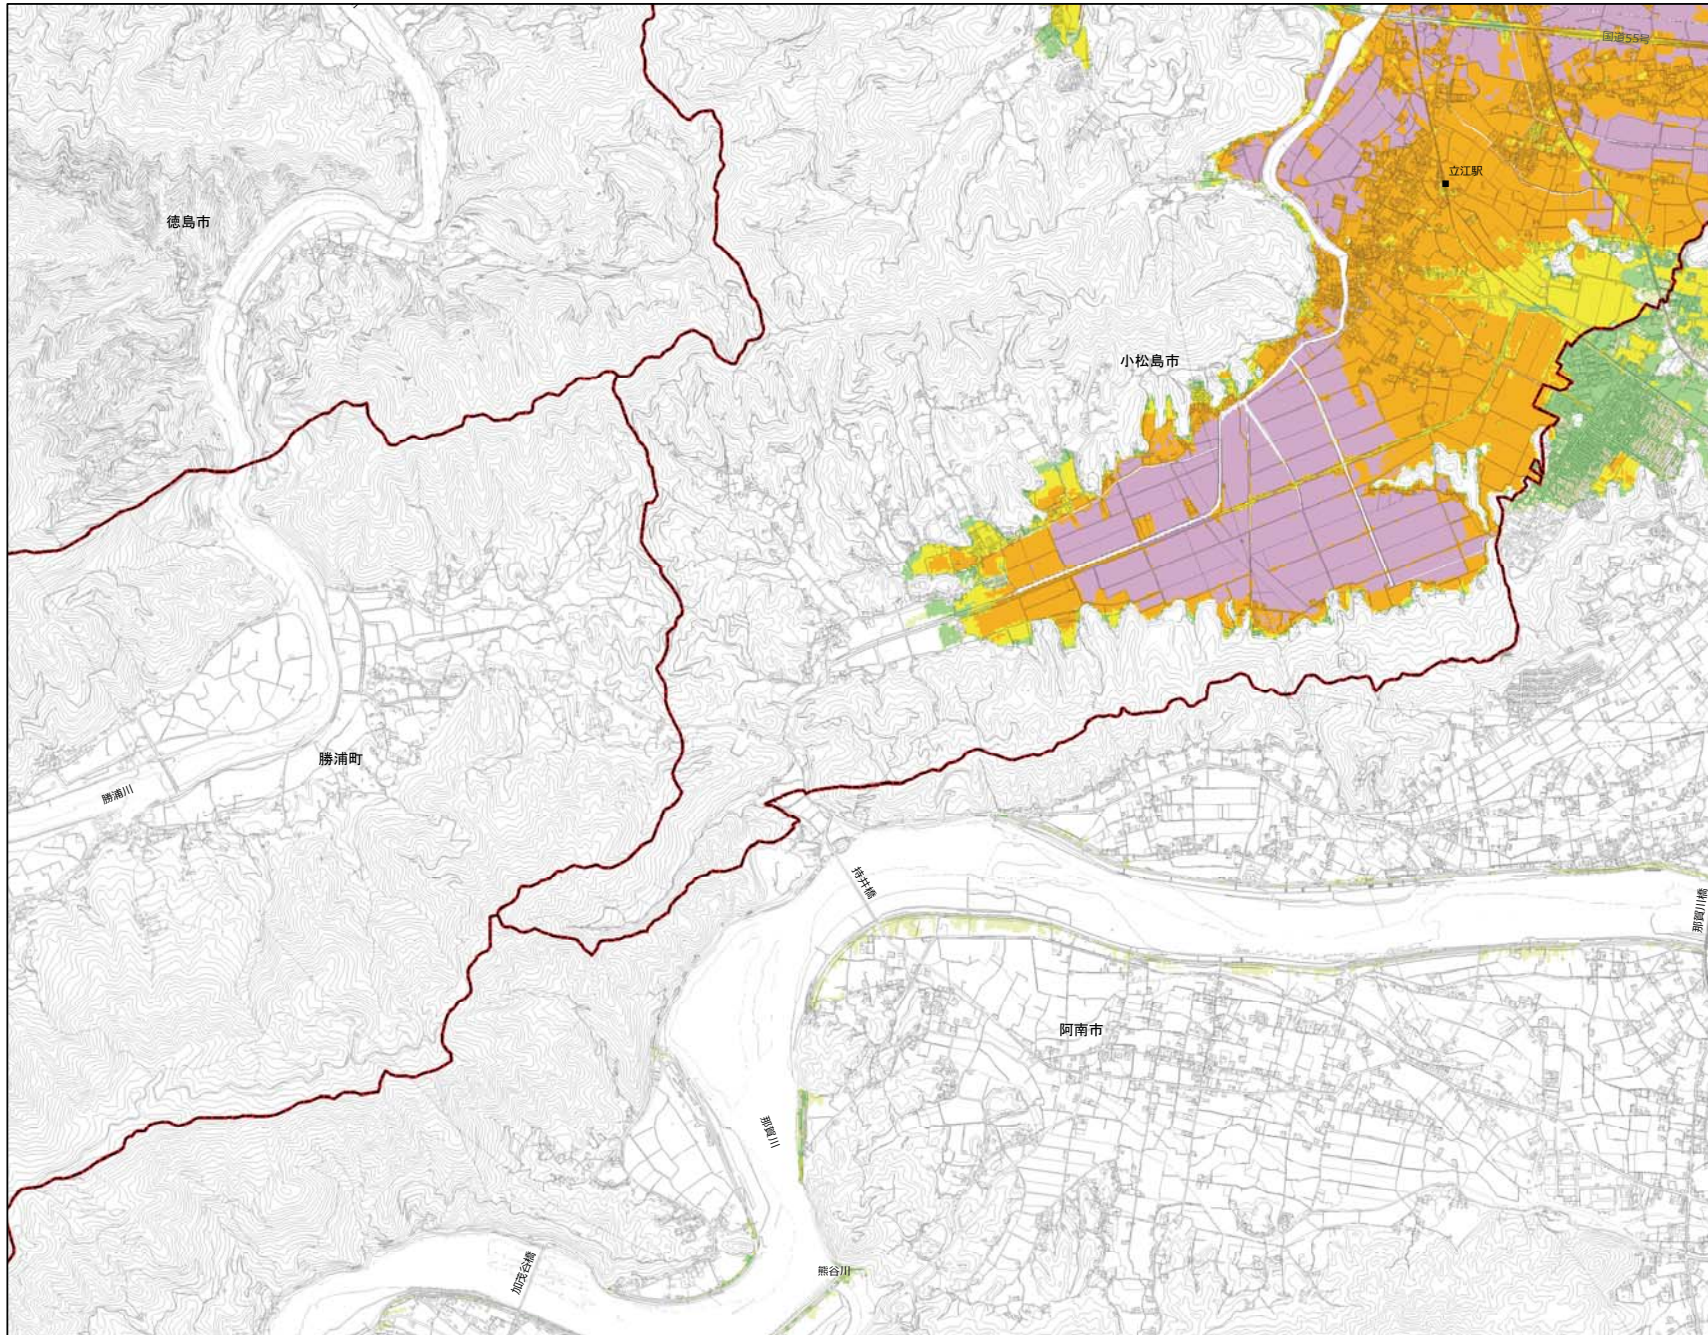 国道55号
立江駅
徳島市
小松島市
勝浦町
勝浦川
持井橋
那賀川橋
阿南市
那賀川
加茂谷橋
熊谷川